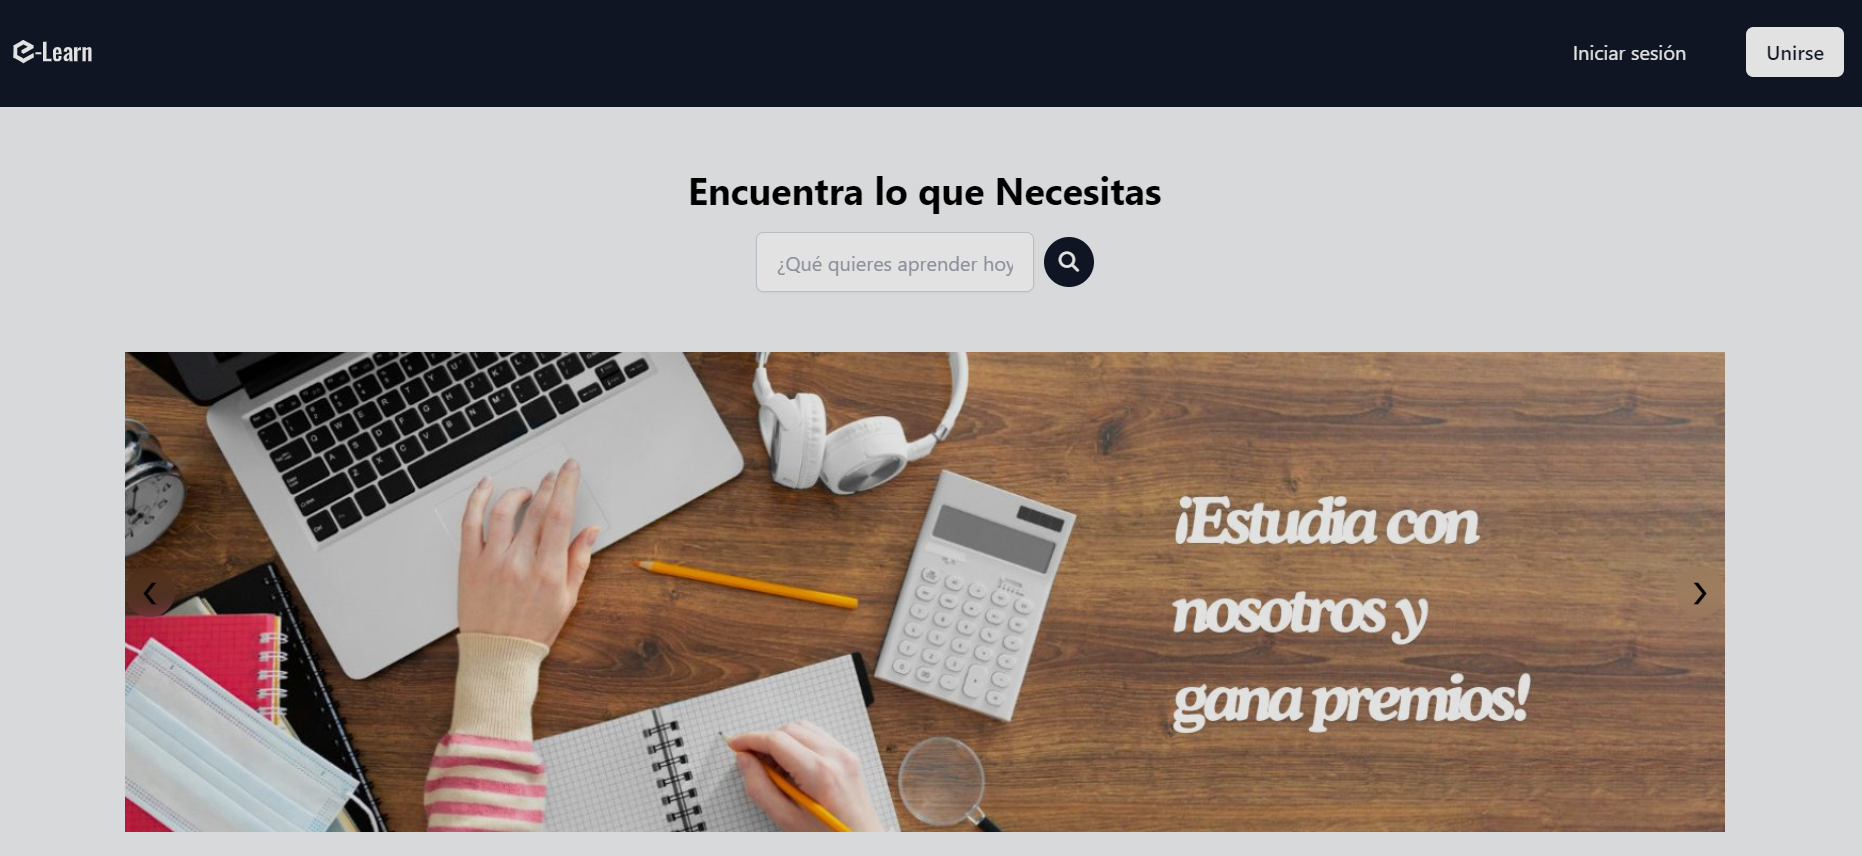 e-Learn
Iniciar sesión
Unirse
Encuentra lo que Necesitas
¿Qué quieres aprender hoy
¡Estudia con
nosotros y
gana premios!